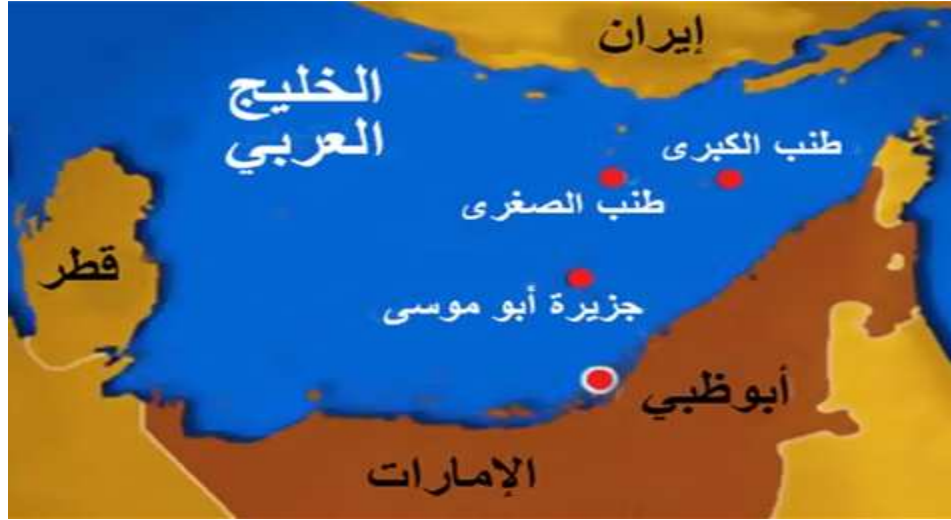 إيران
الخليج
العربي
طنب الكبرى
طنب الصغرى
قطر
جزيرة أبو موسى
أبوظبي
الإمارات